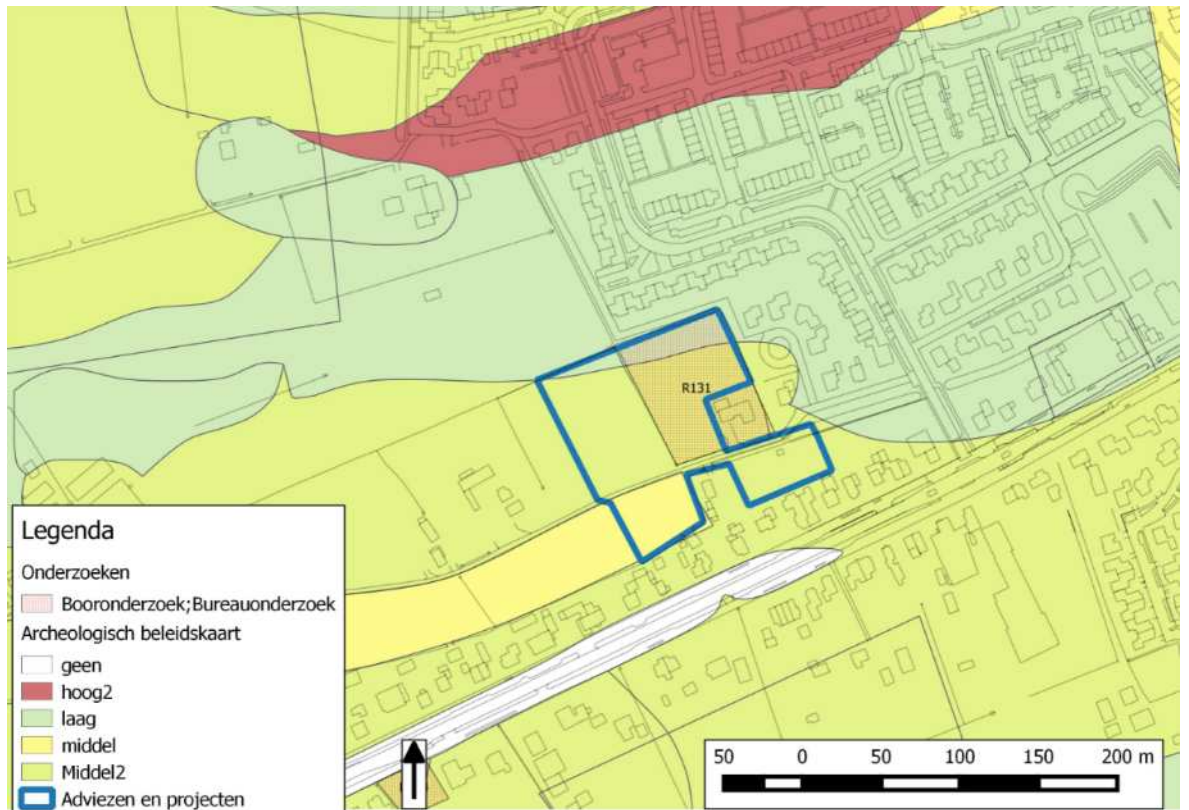 R131
Legenda
Onderzoeken
Booronderzoek;Bureauonderzoek
Archeologisch beleidskaart
geen
hoog2
laag
middel
Middel2
Adviezen en projecten
50 0 50 100 150 200 m